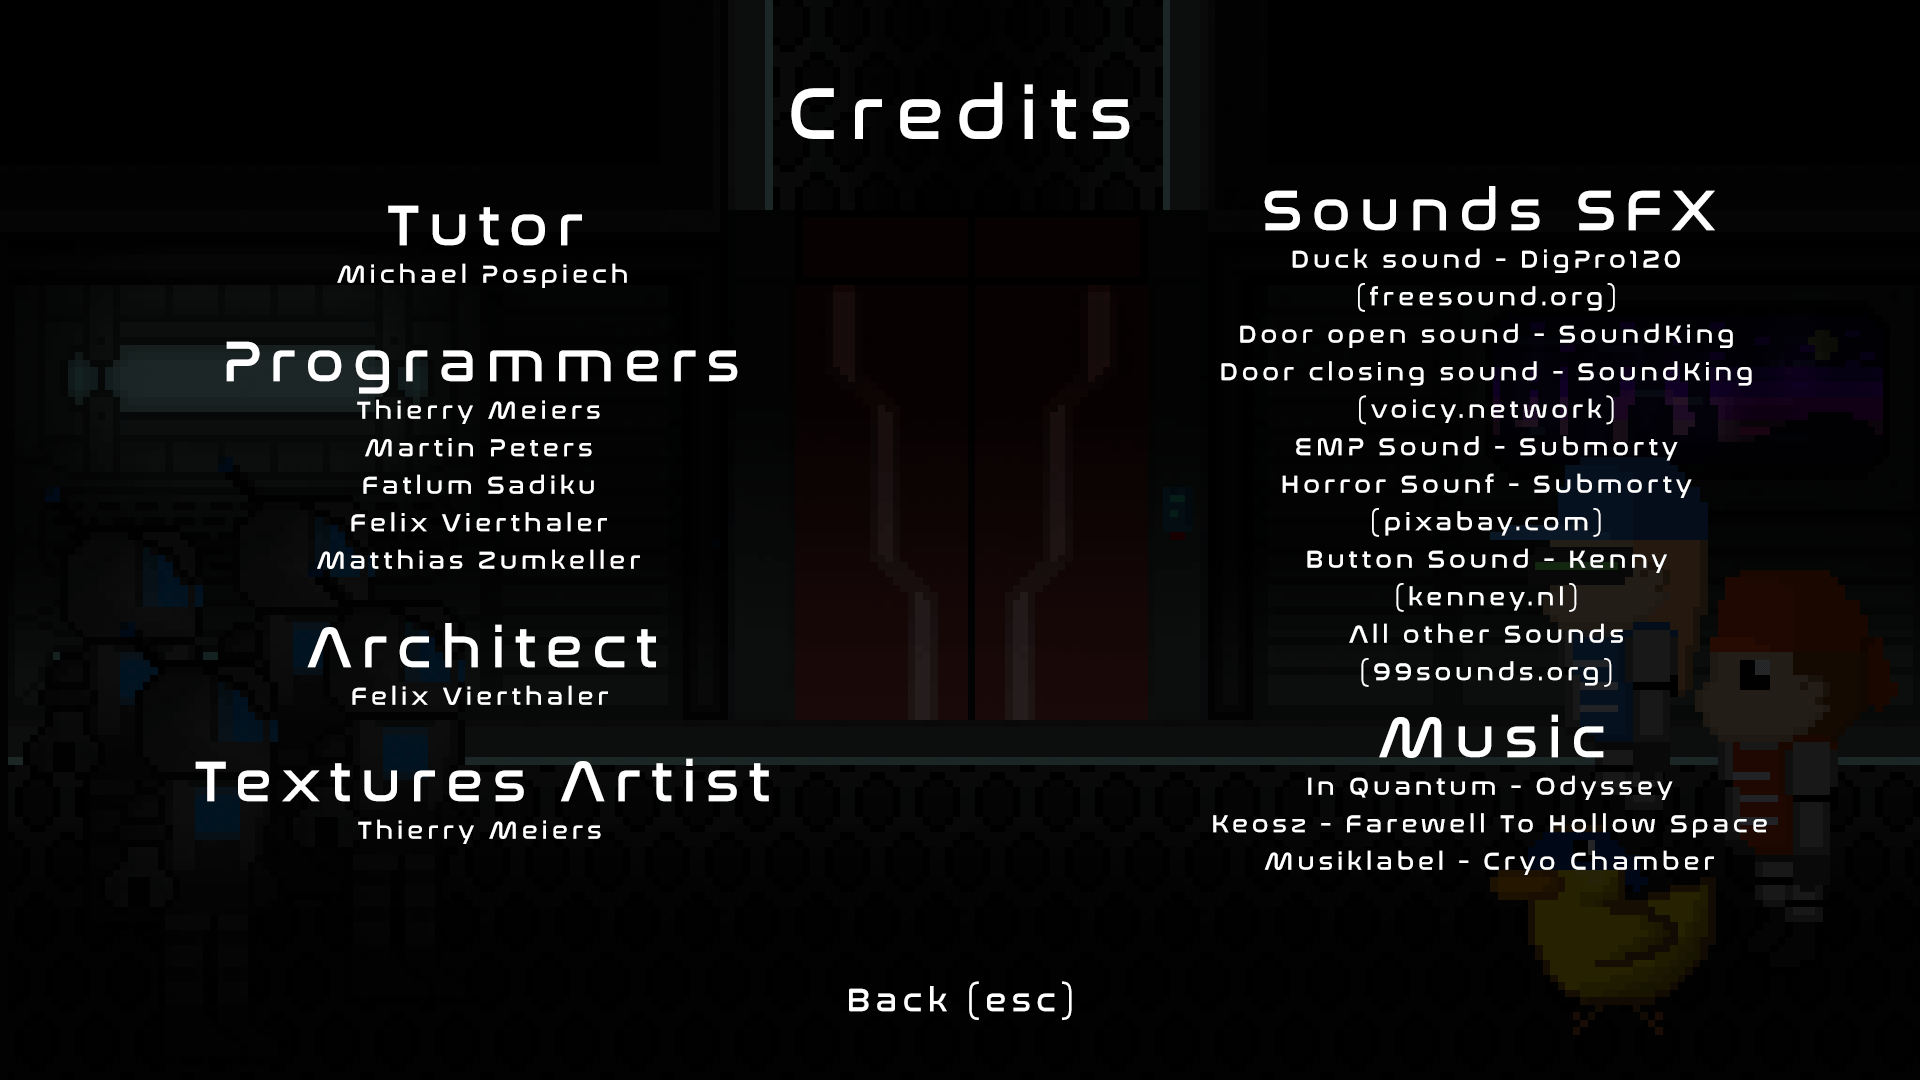 Credits
Tutor
Michael Pospiech
Programmers
Thierry Meiers
Martin Peters
Fatlum Sadiku
Felix Vierthaler
Matthias Zumkeller
Architect
Felix Vierthaler
Textures Artist
Thierry Meiers
Sounds SFX
Duck sound - DigPro120
(freesound.org)
Door open sound - SoundKing
Door closing sound - SoundKing
(voicy.network)
EMP Sound - Submorty
Horror Sounf - Submorty
(pixabay.com)
Button Sound - Kenny
(kenney.nl)
All other Sounds
(99sounds.org)
Music
In Quantum - Odyssey
Keosz - Farewell To Hollow Space
Musiklabel - Cryo Chamber
Back (esc)